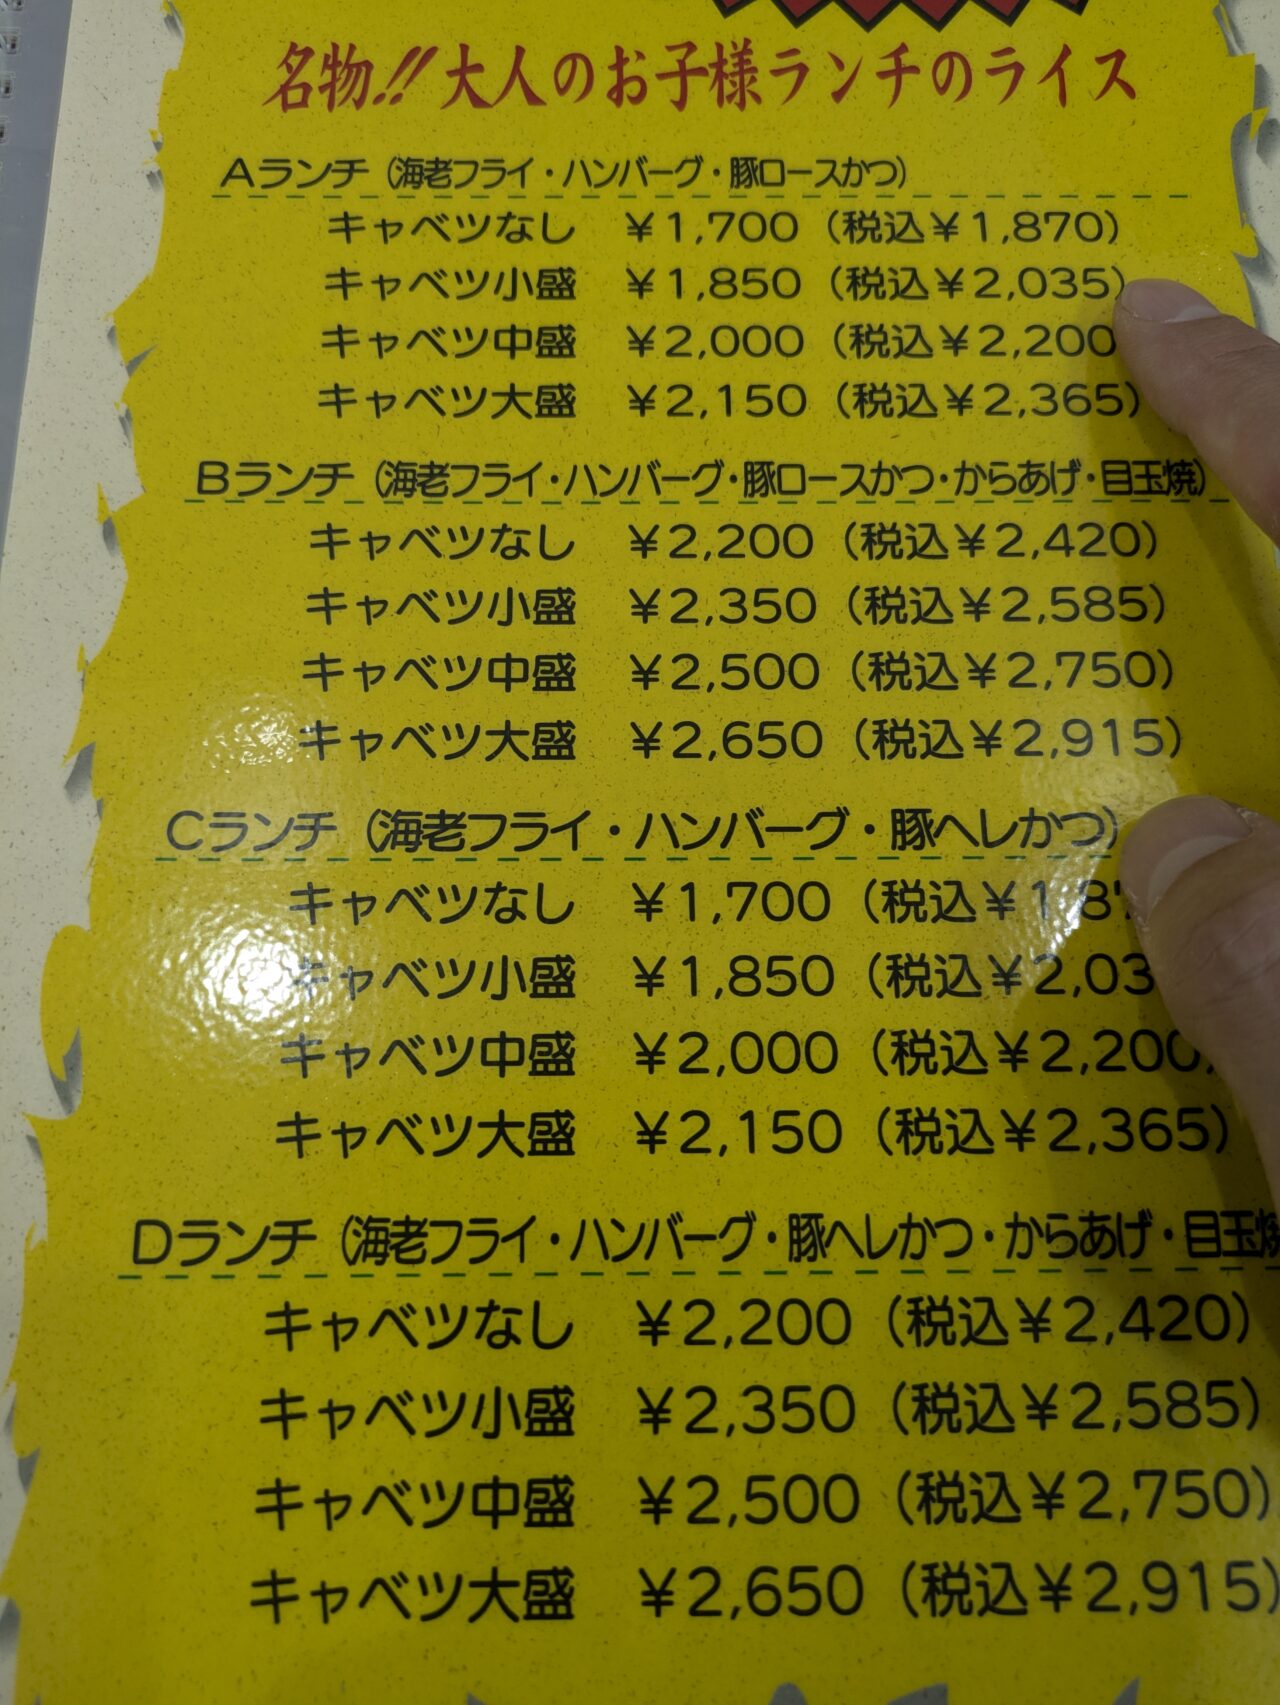 名物!!大人のお子様ランチのライス
Aランチ（海老フライ・ハンバーグ・豚ロースかつ）
キャベツなし ￥1,700（税込￥1,870）
キャベツ小盛 ￥1,850（税込￥2,035）
キャベツ中盛 ￥2,000（税込￥2,200
キャベツ大盛 ￥2,150（税込￥2,365）
Bランチ（海老フライ・ハンバーグ・豚ロースかつ・からあげ・目玉焼）
キャベツなし ￥2,200（税込￥2,420）
キャベツ小盛 ￥2,350（税込￥2,585）
キャベツ中盛 ￥2,500（税込￥2,750）
キャベツ大盛 ￥2,650（税込￥2,915）
Cランチ（海老フライ・ハンバーグ・豚ヘレかつ）
キャベツなし ￥1,700（税込￥1,87
キャベツ小盛 ￥1,850（税込￥2,03
キャベツ中盛 ￥2,000（税込￥2,200）
キャベツ大盛 ￥2,150（税込￥2,365）
Dランチ（海老フライ・ハンバーグ・豚ヘレかつ・からあげ・目玉焼
キャベツなし ￥2,200（税込￥2,420）
キャベツ小盛 ￥2,350（税込￥2,585）
キャベツ中盛 ￥2,500（税込￥2,750）
キャベツ大盛 ￥2,650（税込￥2,915）